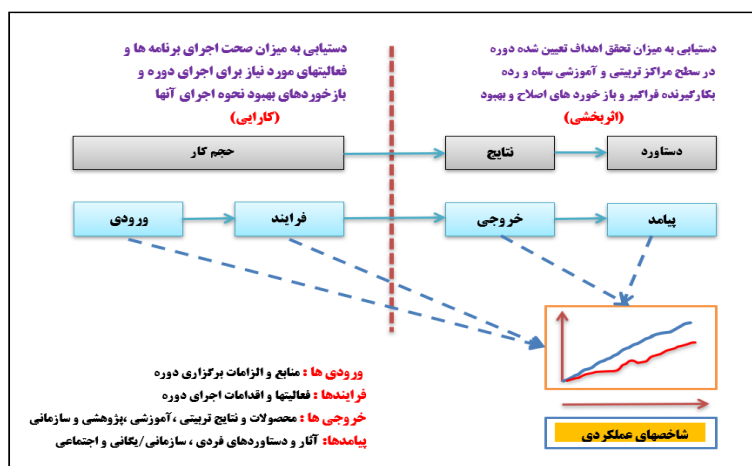 دستیابی به میزان تحقق اهداف تعیین شده دوره
در سطح مراکز تربیتی و آموزشی سپاه و رده
بکارگیرنده فراگیر و باز خورد های اصلاح و بهبود
(اثربخشی)
دستیابی به میزان صحت اجرای برنامه ها و
فعالیتهای مورد نیاز برای اجرای دوره و
بازخوردهای بهبود نحوه اجرای آنها
(کارایی)
حجم کار
نتایج
دستاورد
ورودی
فرایند
خروجی
پیامد
ورودی ها : منابع و الزامات برگزاری دوره
فرایندها : فعالیتها و اقدامات اجرای دوره
خروجی ها : محصولات و نتایج تربیتی ،آموزشی ،پژوهشی و سازمانی
پیامدها: آثار و دستاوردهای فردی ، سازمانی/یگانی و اجتماعی
شاخصهای عملکردی